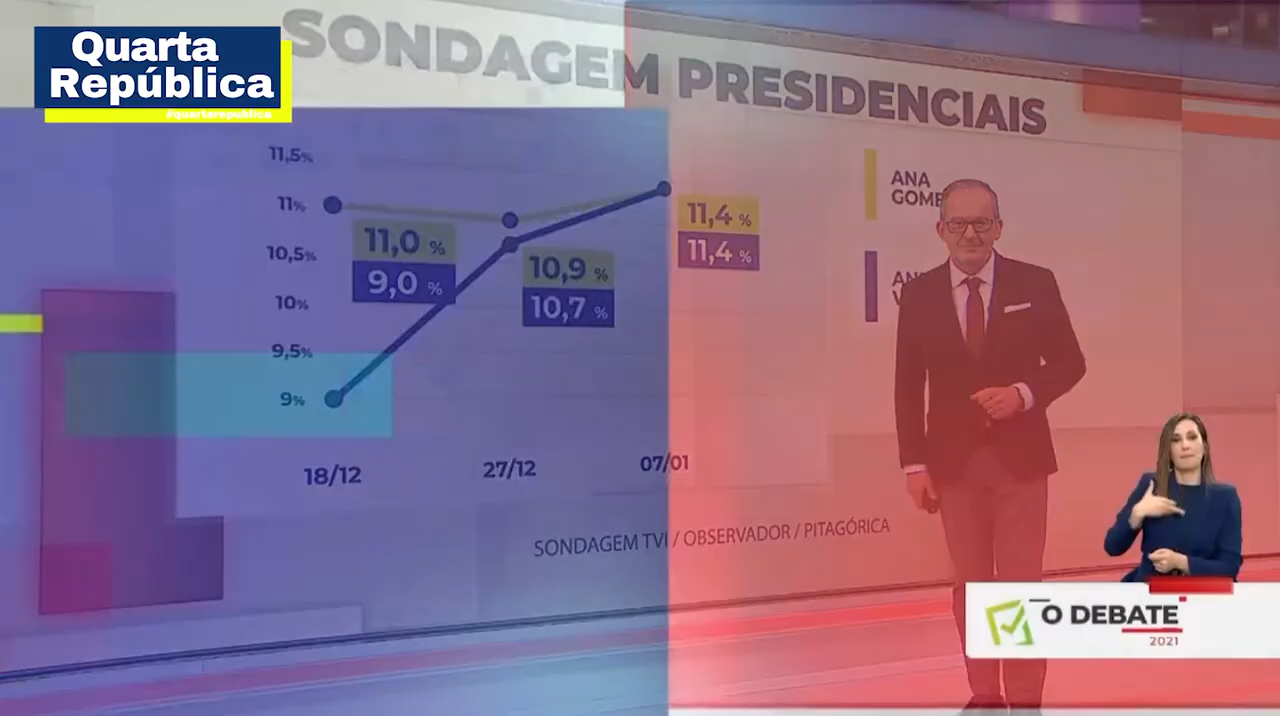 Quarta
República
#quartarepublica
SONDAGEM PRESIDENCIAIS
11,5%
11%
10,5%
10%
9,5%
9%
11,0 %
9,0 %
10,9 %
10,7 %
11,4 %
11,4 %
18/12
27/12
07/01
ANA
SONDAGEM TVI / OBSERVADOR / PITAGÓRICA
O DEBATE
2021